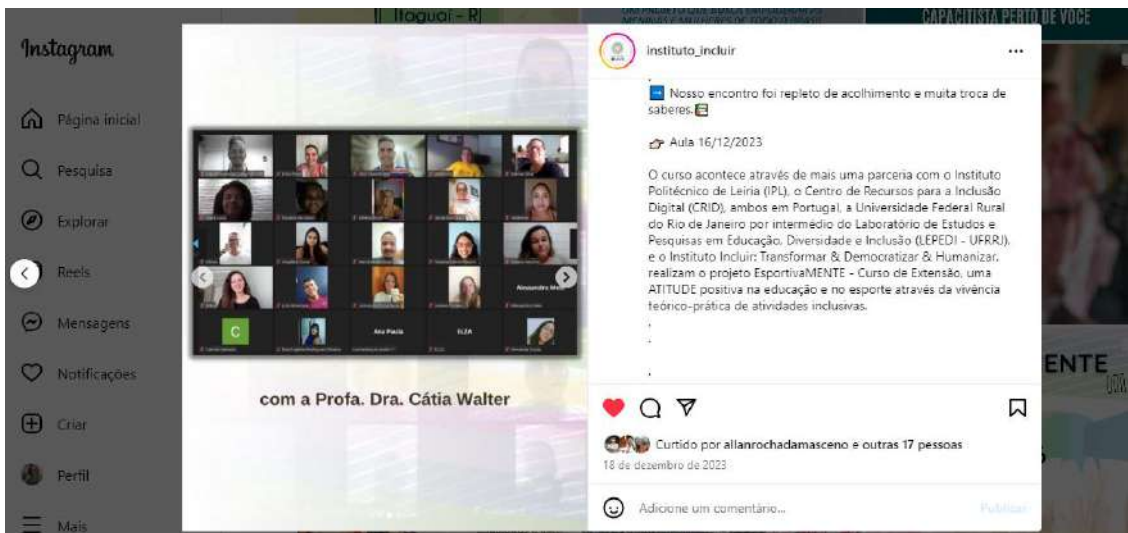 Itaguaí - RJ
CAPACITISTA PERTO DE VOCÊ
Instagram
Página inicial
Pesquisa
Explorar
Reels
Mensagens
Notificações
Criar
Perfil
Mais
C
Alessandra
Ana Paula
ELZA
com a Profa. Dra. Cátia Walter
instituto_incluir
Nosso encontro foi repleto de acolhimento e muita troca de
saberes.
Aula 16/12/2023
O curso acontece através de mais uma parceria com o Instituto
Politécnico de Leiria (IPL), o Centro de Recursos para a Inclusão
Digital (CRID), ambos em Portugal, a Universidade Federal Rural
do Rio de Janeiro por intermédio do Laboratório de Estudos e
Pesquisas em Educação, Diversidade e Inclusão (LEPEDI - UFRRJ),
e o Instituto Incluir: Transformar & Democratizar & Humanizar,
realizam o projeto EsportivaMENTE - Curso de Extensão, uma
ATITUDE positiva na educação e no esporte através da vivência
teórico-prática de atividades inclusivas.
.
.
.
Curtido por allanrochadamasceno e outras 17 pessoas
18 de dezembro de 2023
Adicione um comentário...
Publicar
ENTE